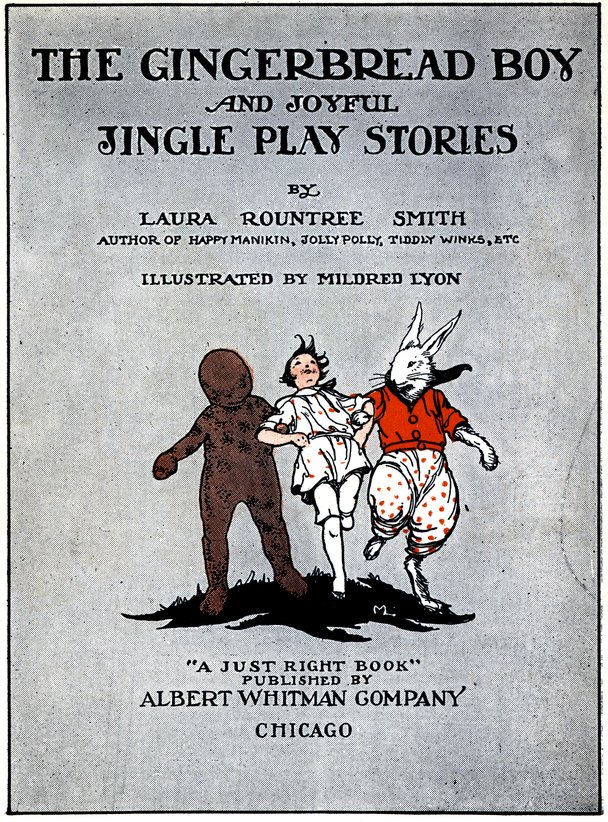 THE GINGERBREAD BOY
AND JOYFUL
JINGLE PLAY STORIES
BY
LAURA ROUNTREE SMITH
AUTHOR OF HAPPY MANIKIN, JOLLY POLLY, TIDDLY WINKS, ETC
ILLUSTRATED BY MILDRED LYON
M.
"A JUST RIGHT BOOK"
PUBLISHED BY
ALBERT WHITMAN COMPANY
CHICAGO